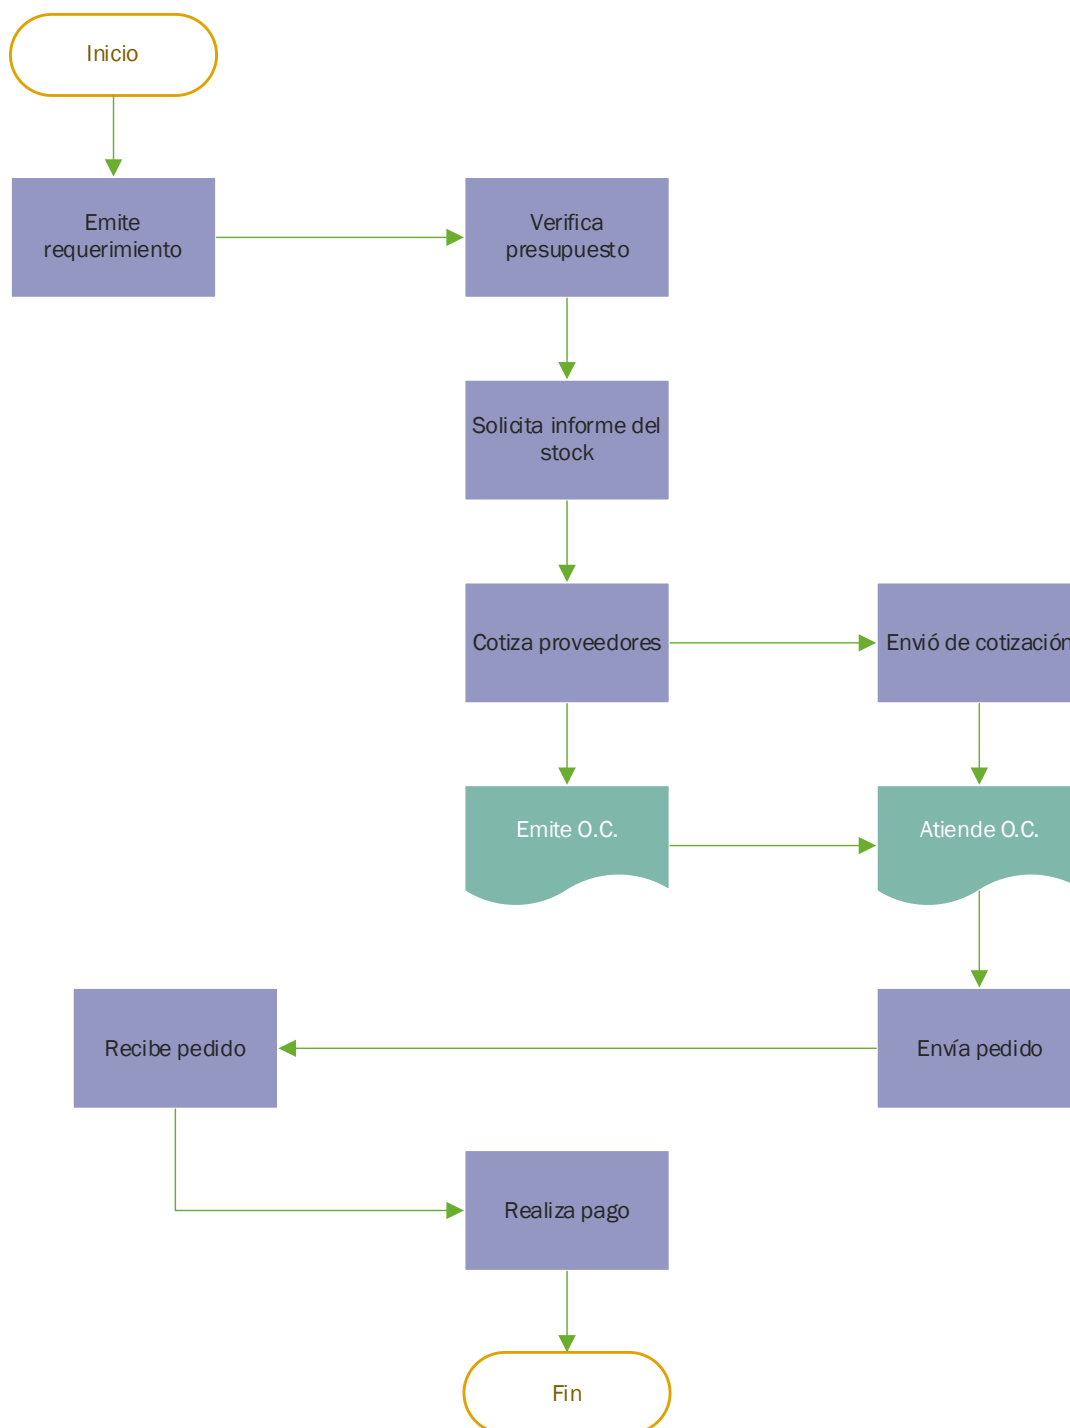 Inicio
Emite
requerimiento
Verifica
presupuesto
Solicita informe del
stock
Cotiza proveedores
Envió de cotización
Emite O.C.
Atiende O.C.
Recibe pedido
Envía pedido
Realiza pago
Fin